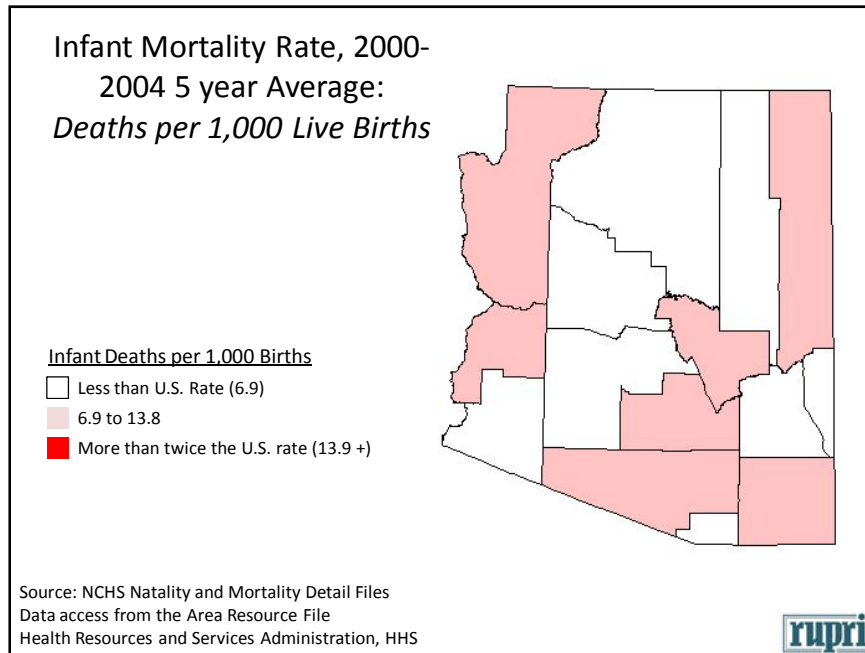 Infant Mortality Rate, 2000-
2004 5 year Average:
Deaths per 1,000 Live Births
Infant Deaths per 1,000 Births
Less than U.S. Rate (6.9)
6.9 to 13.8
More than twice the U.S. rate (13.9 +)
Source: NCHS Natality and Mortality Detail Files
Data access from the Area Resource File
Health Resources and Services Administration, HHS
rupri